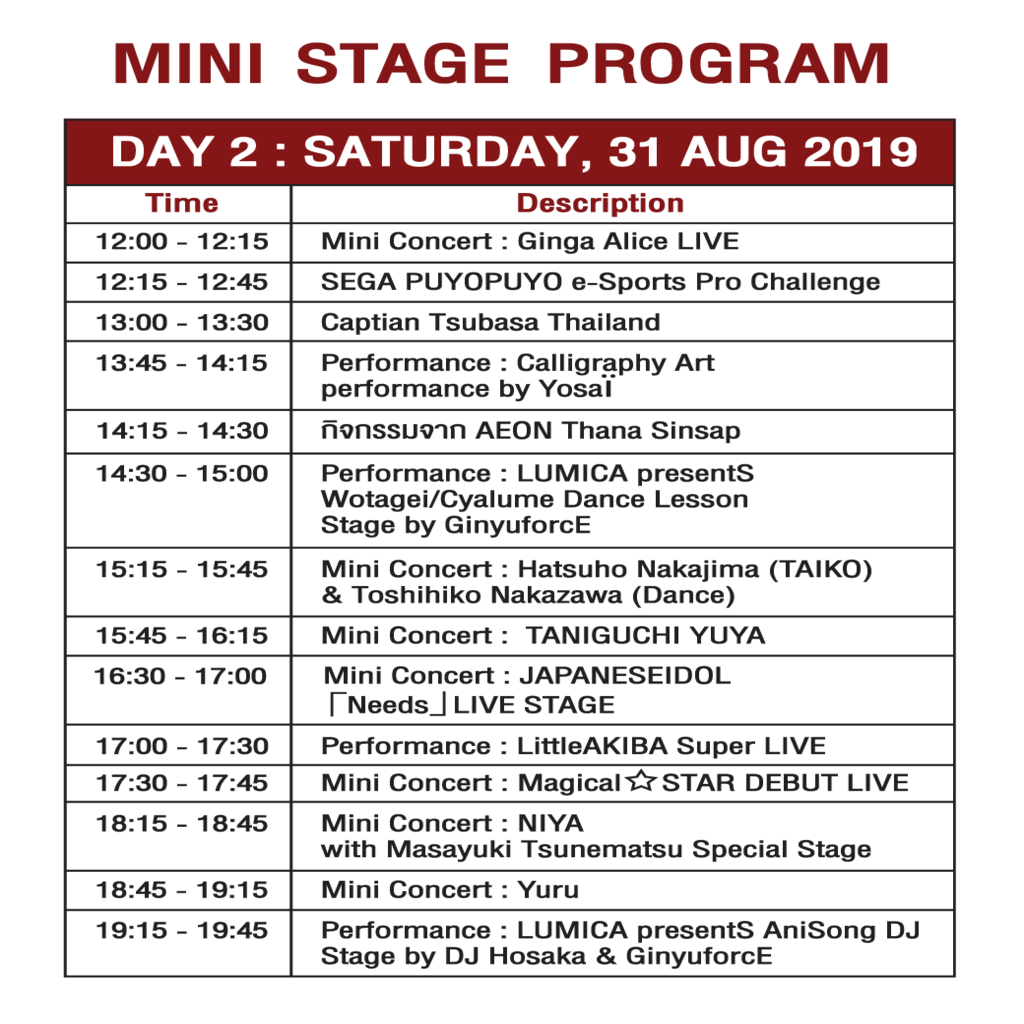 MINI STAGE PROGRAM
DAY 2 : SATURDAY, 31 AUG 2019
Time Description
12:00 - 12:15 Mini Concert : Ginga Alice LIVE
12:15 - 12:45 SEGA PUYOPUYO e-Sports Pro Challenge
13:00 - 13:30 Captian Tsubasa Thailand
13:45 - 14:15 Performance : Calligraphy Art
performance by Yosaï
14:15 - 14:30 กิจกรรมจาก AEON Thana Sinsap
14:30 - 15:00 Performance : LUMICA presentS
Wotagei/Cyalume Dance Lesson
Stage by GinyuforcE
15:15 - 15:45 Mini Concert : Hatsuho Nakajima (TAIKO)
& Toshihiko Nakazawa (Dance)
15:45 - 16:15 Mini Concert : TANIGUCHI YUYA
16:30 - 17:00 Mini Concert : JAPANESEIDOL
「Needs」LIVE STAGE
17:00 - 17:30 Performance : LittleAKIBA Super LIVE
17:30 - 17:45 Mini Concert : Magical☆STAR DEBUT LIVE
18:15 - 18:45 Mini Concert : NIYA
with Masayuki Tsunematsu Special Stage
18:45 - 19:15 Mini Concert : Yuru
19:15 - 19:45 Performance : LUMICA presentS AniSong DJ
Stage by DJ Hosaka & GinyuforcE